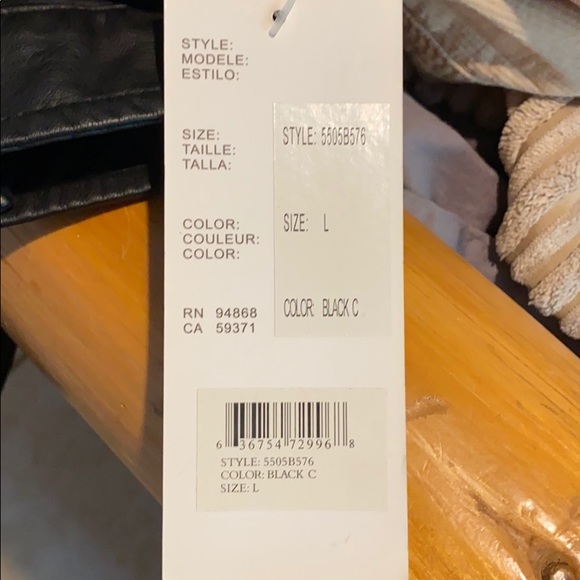 STYLE:
MODELE:
ESTILO:
SIZE:
TAILLE:
TALLA:
STYLE: 5505B576
COLOR:
COULEUR:
COLOR:
SIZE: L
RN 94868
CA 59371
COLOR: BLACK C
6 36754 72996 8
STYLE: 5505B576
COLOR: BLACK C
SIZE: L